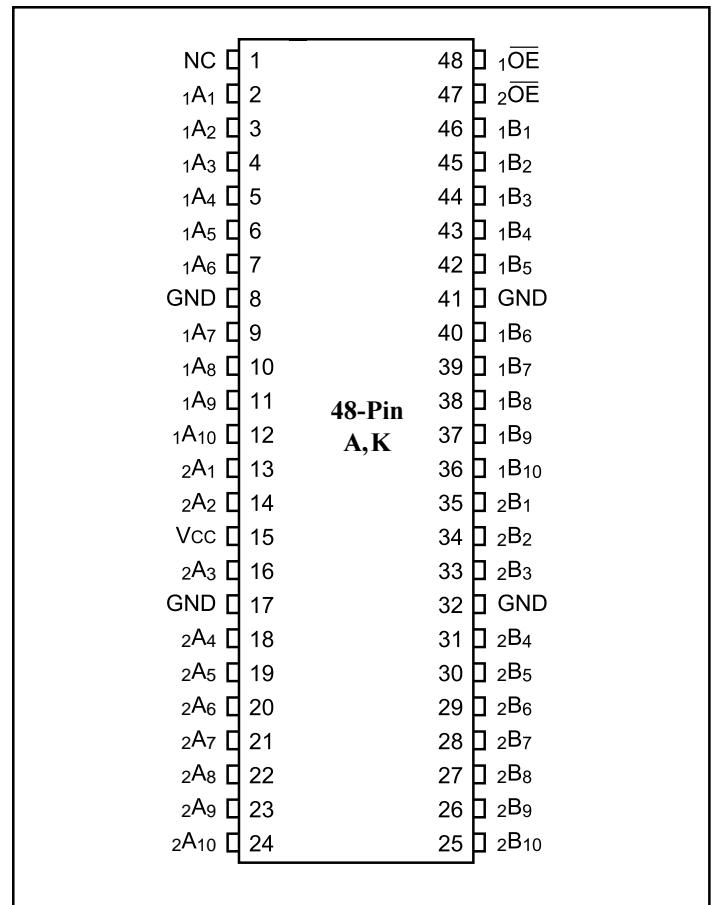 NC 1 48 1OE
1A1 2 47 2OE
1A2 3 46 1B1
1A3 4 45 1B2
1A4 5 44 1B3
1A5 6 43 1B4
1A6 7 42 1B5
GND 8 41 GND
1A7 9 40 1B6
1A8 10 39 1B7
1A9 11 38 1B8
48-Pin
1A10 12 37 1B9
A,K
2A1 13 36 1B10
2A2 14 35 2B1
VCC 15 34 2B2
2A3 16 33 2B3
GND 17 32 GND
2A4 18 31 2B4
2A5 19 30 2B5
2A6 20 29 2B6
2A7 21 28 2B7
2A8 22 27 2B8
2A9 23 26 2B9
2A10 24 25 2B10